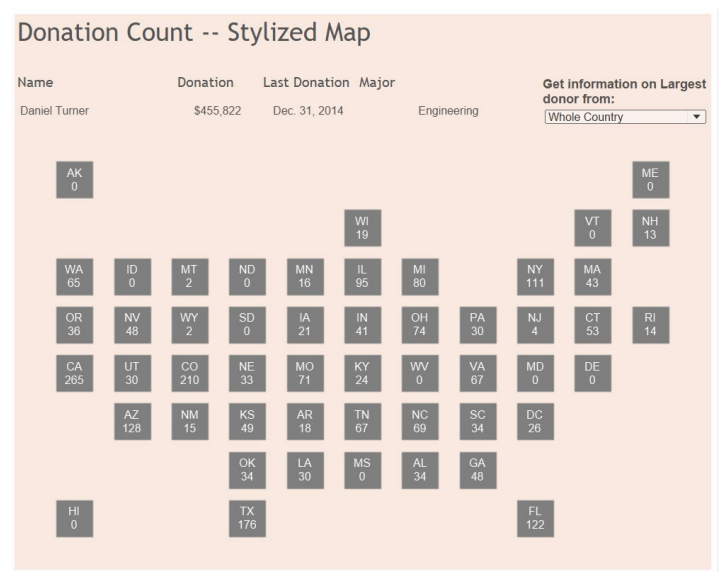 Donation Count -- Stylized Map
Name Donation Last Donation Major
Get information on Largest
donor from:
Daniel Turner $455,822 Dec. 31, 2014 Engineering
Whole Country
AK ME
0 0
WI VT NH
19 0 13
WA ID MT ND MN IL MI NY MA
65 0 2 0 16 95 80 111 43
OR NV WY SD IA IN OH PA NJ CT RI
36 48 2 0 21 41 74 30 4 53 14
CA UT CO NE MO KY WV VA MD DE
265 30 210 33 71 24 0 67 0 0
AZ NM KS AR TN NC SC DC
128 15 49 18 67 69 34 26
OK LA MS AL GA
34 30 0 34 48
HI TX FL
0 176 122